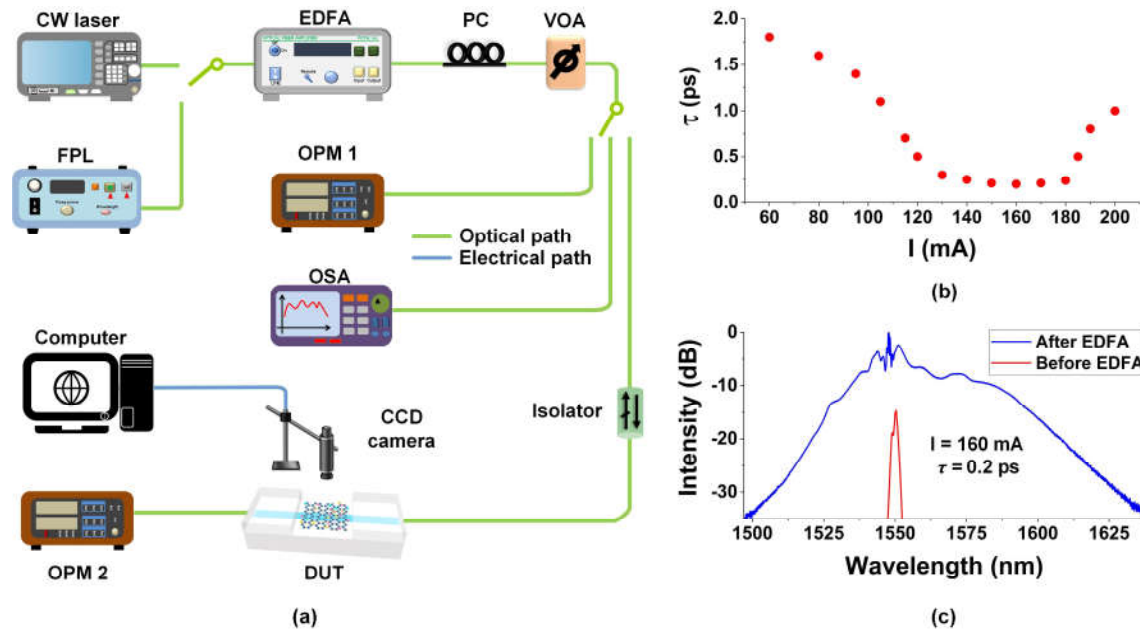 CW laser
EDFA
PC
VOA
FPL
OPM 1
Optical path
Electrical path
OSA
Computer
CCD
camera
Isolator
OPM 2
DUT
(a)
2.0
1.5
1.0
0.5
0.0
τ (ps)
60
80
100
120
140
160
180
200
I (mA)
(b)
0
-10
-20
-30
Intensity (dB)
After EDFA
Before EDFA
I = 160 mA
τ = 0.2 ps
1500
1525
1550
1575
1600
1625
Wavelength (nm)
(c)